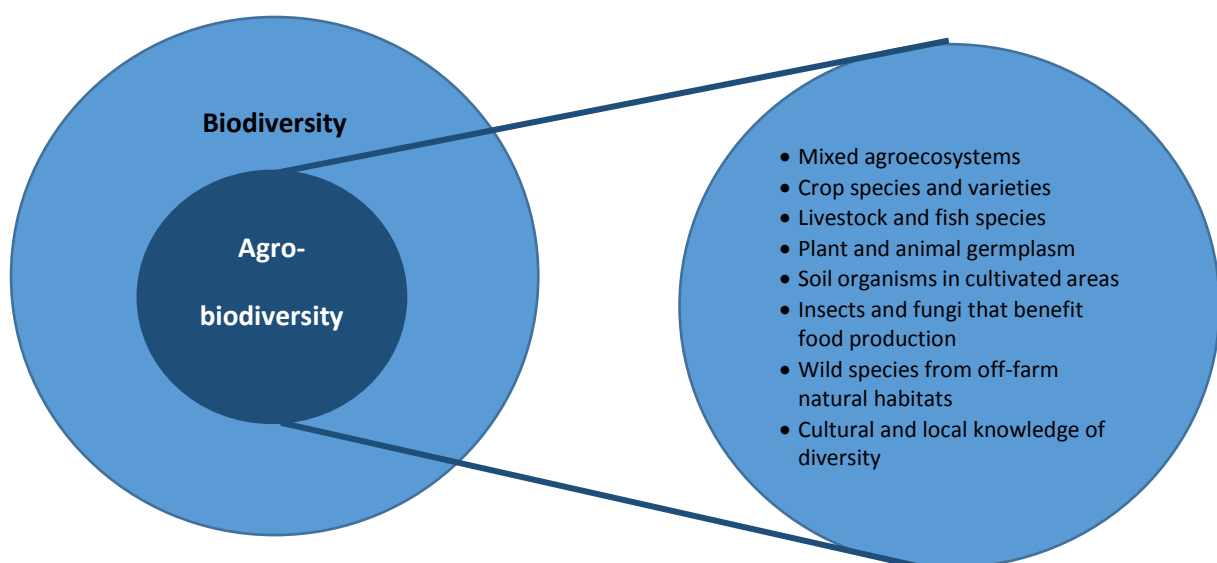 Biodiversity
Agro-
biodiversity
• Mixed agroecosystems
• Crop species and varieties
• Livestock and fish species
• Plant and animal germplasm
• Soil organisms in cultivated areas
• Insects and fungi that benefit
food production
• Wild species from off-farm
natural habitats
• Cultural and local knowledge of
diversity